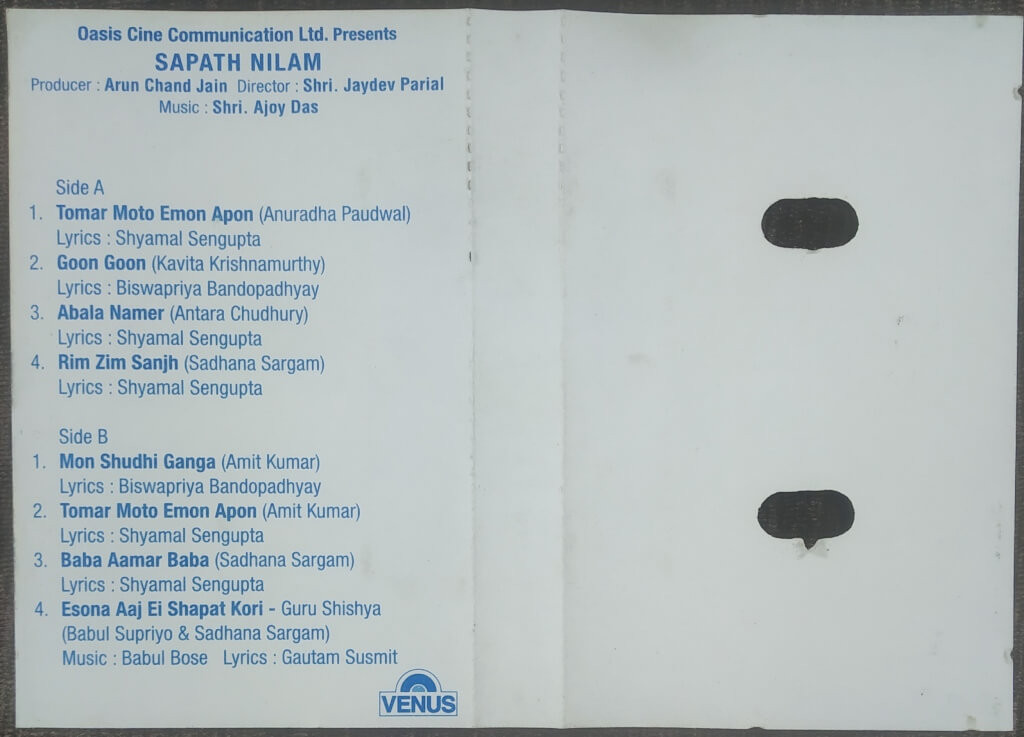 Oasis Cine Communication Ltd. Presents
SAPATH NILAM
Producer : Arun Chand Jain Director : Shri. Jaydev Parial
Music : Shri. Ajoy Das
Side A
1. Tomar Moto Emon Apon (Anuradha Paudwal)
Lyrics : Shyamal Sengupta
2. Goon Goon (Kavita Krishnamurthy)
Lyrics : Biswapriya Bandopadhyay
3. Abala Namer (Antara Chudhury)
Lyrics : Shyamal Sengupta
4. Rim Zim Sanjh (Sadhana Sargam)
Lyrics : Shyamal Sengupta
Side B
1. Mon Shudhi Ganga (Amit Kumar)
Lyrics : Biswapriya Bandopadhyay
2. Tomar Moto Emon Apon (Amit Kumar)
Lyrics : Shyamal Sengupta
3. Baba Aamar Baba (Sadhana Sargam)
Lyrics : Shyamal Sengupta
4. Esona Aaj Ei Shapat Kori - Guru Shishya
(Babul Supriyo & Sadhana Sargam)
Music : Babul Bose Lyrics : Gautam Susmit
VENUS